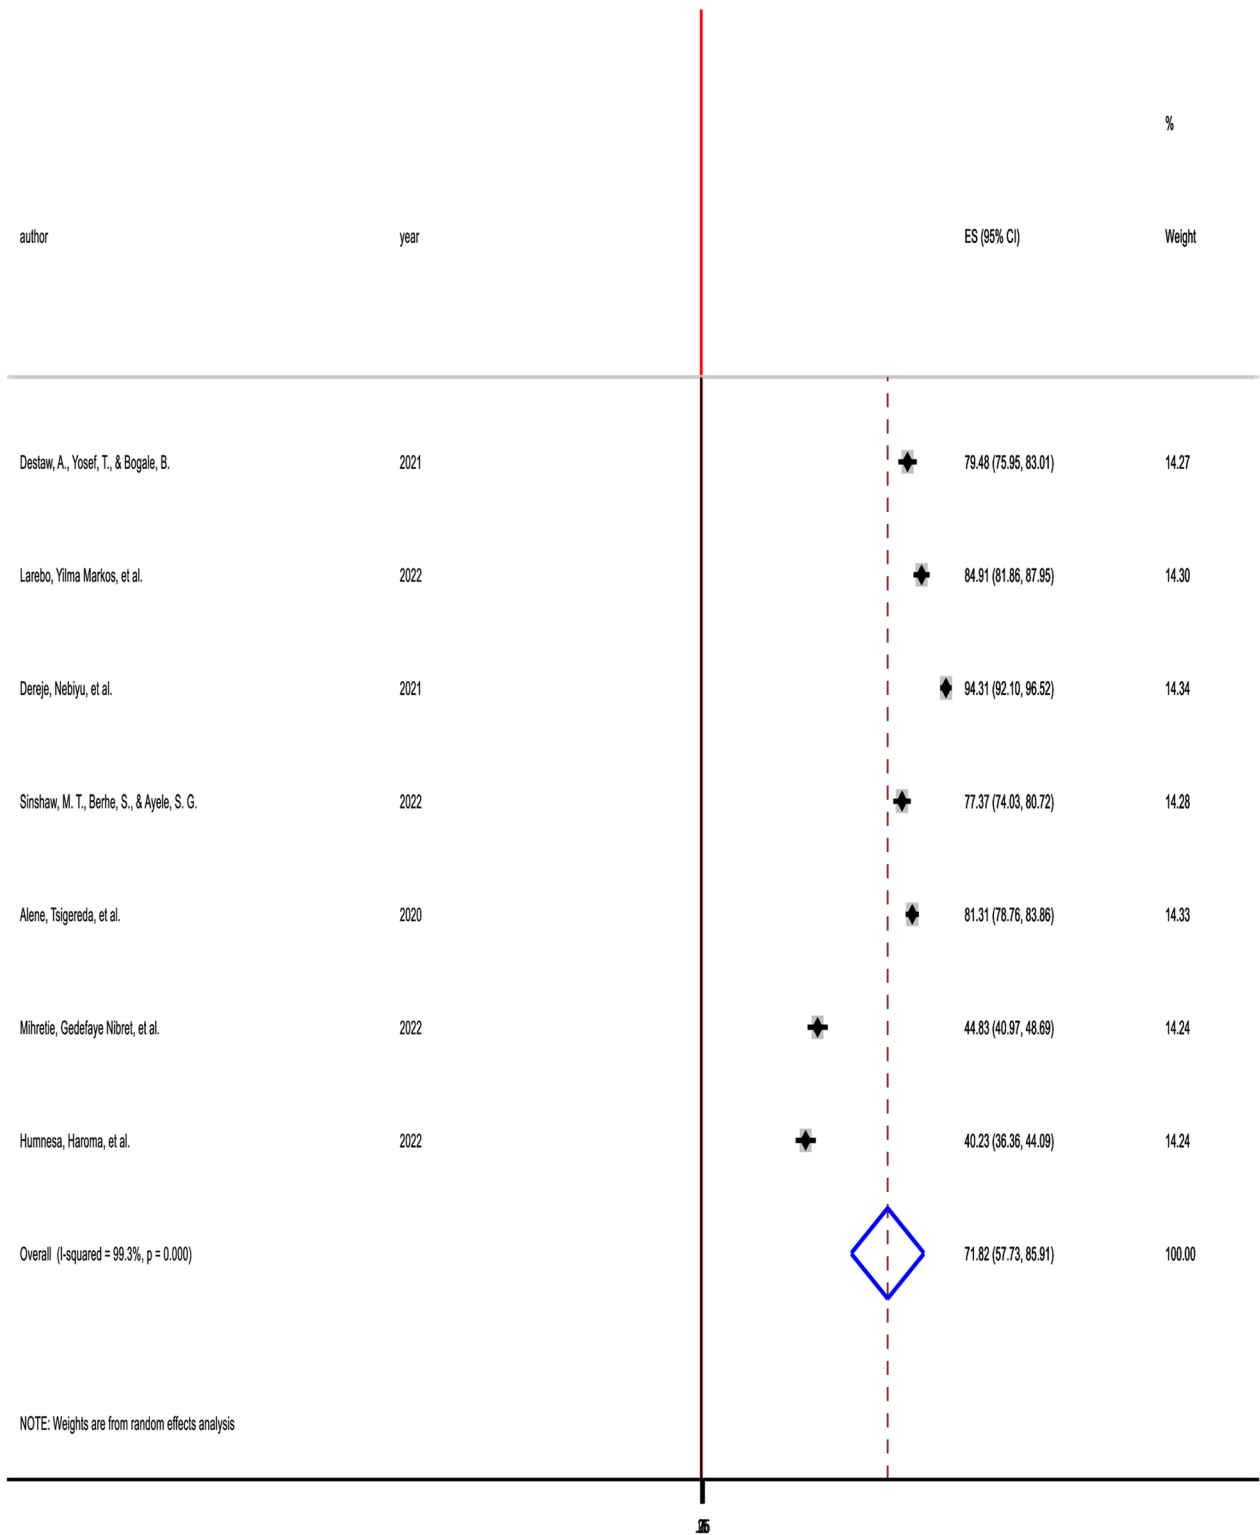 %
author year ES (95% CI) Weight
Destaw, A., Yosef, T., & Bogale, B. 2021 79.48 (75.95, 83.01) 14.27
Larebo, Yilma Markos, et al. 2022 84.91 (81.86, 87.95) 14.30
Dereje, Nebiyu, et al. 2021 94.31 (92.10, 96.52) 14.34
Sinshaw, M. T., Berhe, S., & Ayele, S. G. 2022 77.37 (74.03, 80.72) 14.28
Alene, Tsigereda, et al. 2020 81.31 (78.76, 83.86) 14.33
Mihretie, Gedefaye Nibret, et al. 2022 44.83 (40.97, 48.69) 14.24
Humnesa, Haroma, et al. 2022 40.23 (36.36, 44.09) 14.24
Overall (I-squared = 99.3%, p = 0.000) 71.82 (57.73, 85.91) 100.00
NOTE: Weights are from random effects analysis